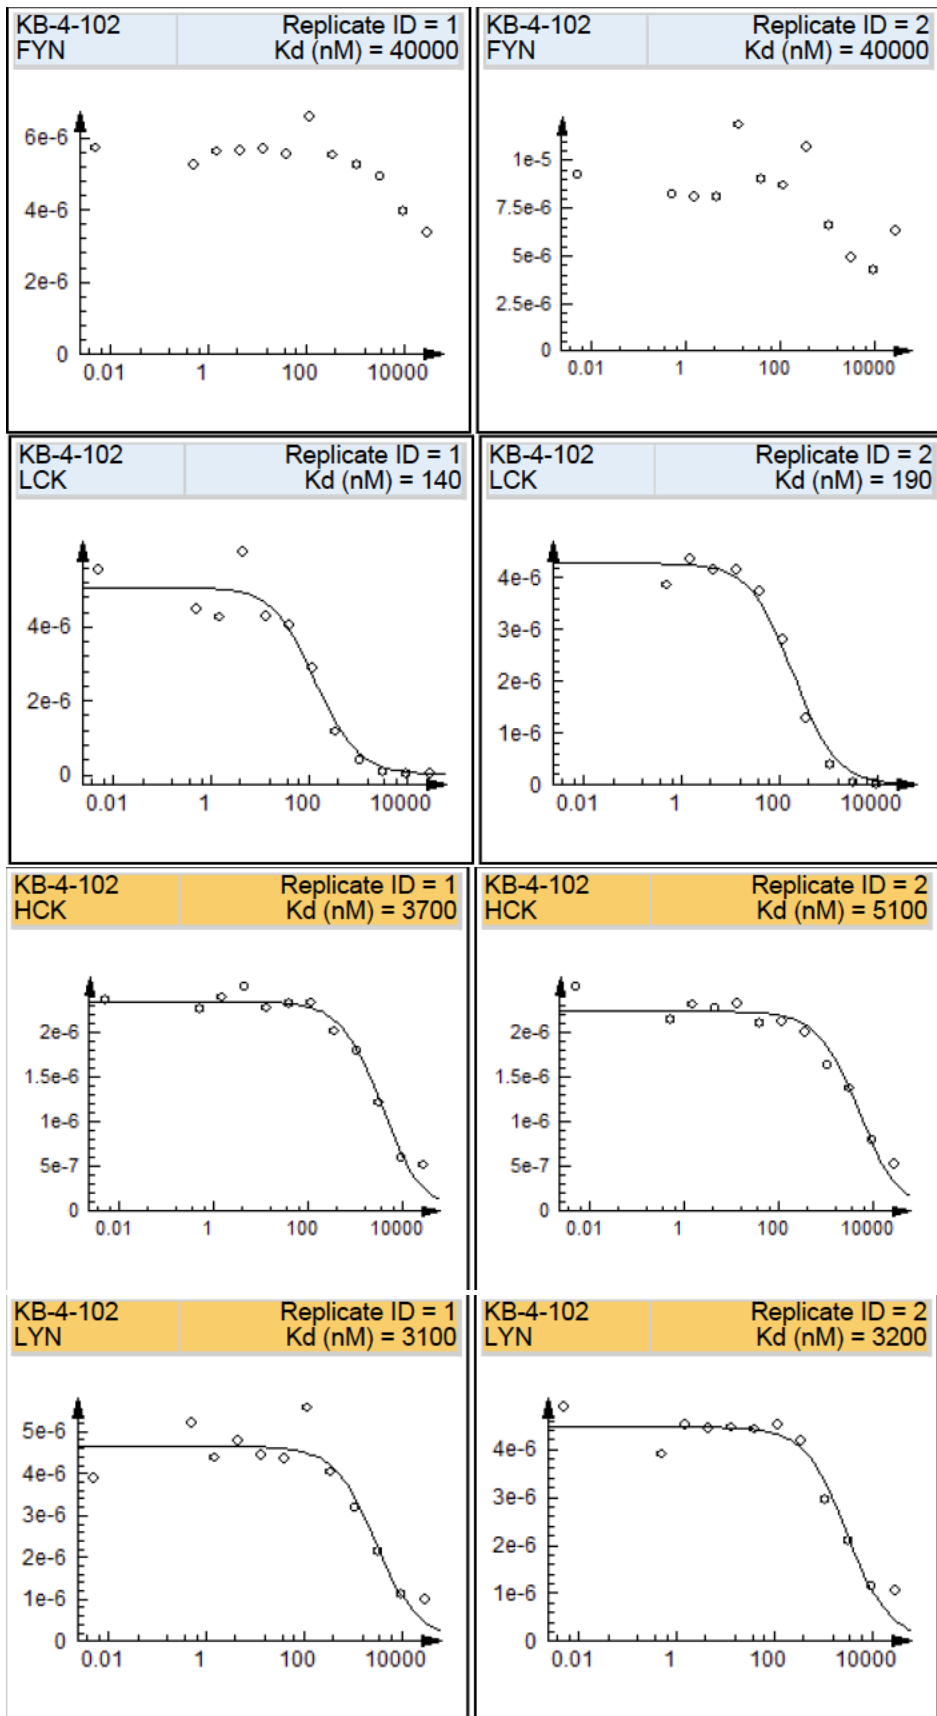 KB-4-102 Replicate ID = 1
FYN Kd (nM) = 40000
6e-6
4e-6
2e-6
0
0.01 1 100 10000
KB-4-102 Replicate ID = 2
FYN Kd (nM) = 40000
1e-5
7.5e-6
5e-6
2.5e-6
0
0.01 1 100 10000
KB-4-102 Replicate ID = 1
LCK Kd (nM) = 140
4e-6
2e-6
0
0.01 1 100 10000
KB-4-102 Replicate ID = 2
LCK Kd (nM) = 190
4e-6
3e-6
2e-6
1e-6
0
0.01 1 100 10000
KB-4-102 Replicate ID = 1
HCK Kd (nM) = 3700
2e-6
1.5e-6
1e-6
5e-7
0
0.01 1 100 10000
KB-4-102 Replicate ID = 2
HCK Kd (nM) = 5100
2e-6
1.5e-6
1e-6
5e-7
0
0.01 1 100 10000
KB-4-102 Replicate ID = 1
LYN Kd (nM) = 3100
5e-6
4e-6
3e-6
2e-6
1e-6
0
0.01 1 100 10000
KB-4-102 Replicate ID = 2
LYN Kd (nM) = 3200
4e-6
3e-6
2e-6
1e-6
0
0.01 1 100 10000